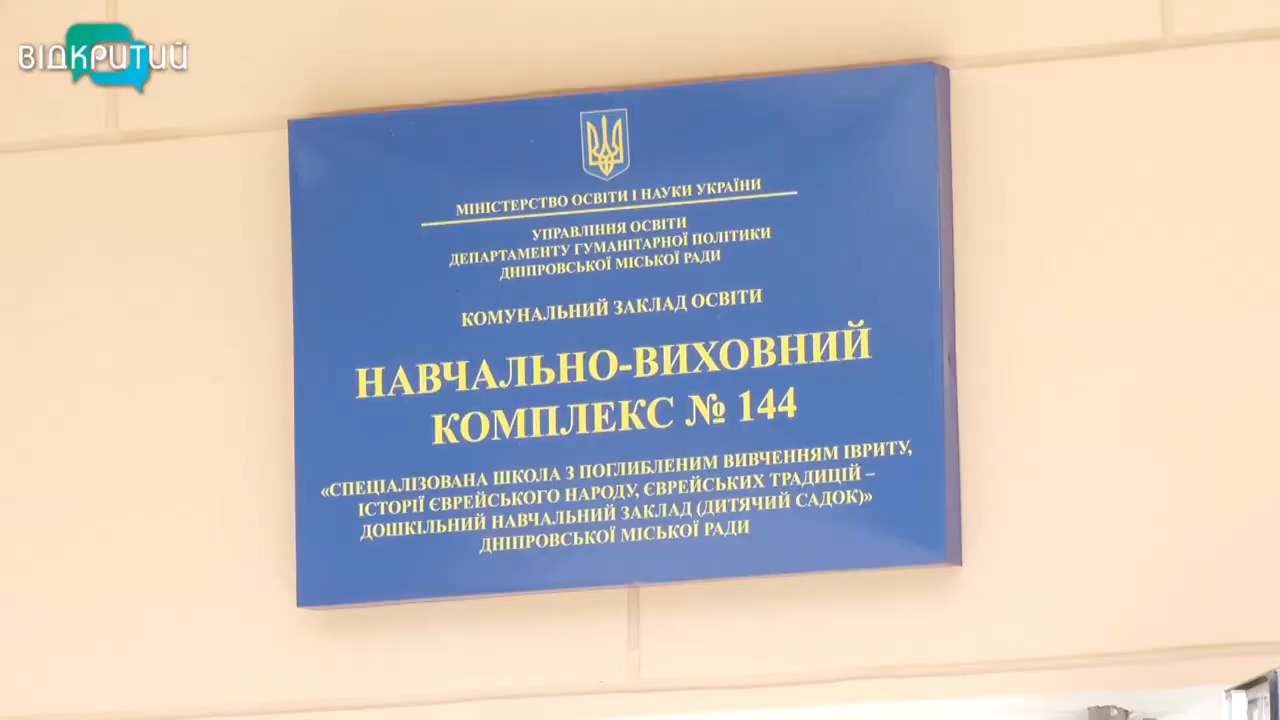 ВІДКРИТИЙ
МІНІСТЕРСТВО ОСВІТИ І НАУКИ УКРАЇНИ
УПРАВЛІННЯ ОСВІТИ
ДЕПАРТАМЕНТУ ГУМАНІТАРНОЇ ПОЛІТИКИ
ДНІПРОВСЬКОЇ МІСЬКОЇ РАДИ
КОМУНАЛЬНИЙ ЗАКЛАД ОСВІТИ
НАВЧАЛЬНО-ВИХОВНИЙ
КОМПЛЕКС № 144
«СПЕЦІАЛІЗОВАНА ШКОЛА З ПОГЛИБЛЕНИМ ВИВЧЕННЯМ ІВРИТУ,
ІСТОРІЇ ЄВРЕЙСЬКОГО НАРОДУ, ЄВРЕЙСЬКИХ ТРАДИЦІЙ –
ДОШКІЛЬНИЙ НАВЧАЛЬНИЙ ЗАКЛАД (ДИТЯЧИЙ САДОК)»
ДНІПРОВСЬКОЇ МІСЬКОЇ РАДИ